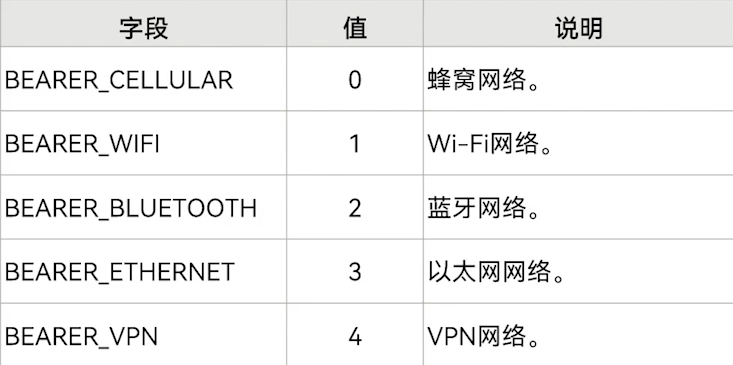 字段 值 说明
BEARER_CELLULAR 0 蜂窝网络。
BEARER_WIFI 1 Wi-Fi网络。
BEARER_BLUETOOTH 2 蓝牙网络。
BEARER_ETHERNET 3 以太网网络。
BEARER_VPN 4 VPN网络。